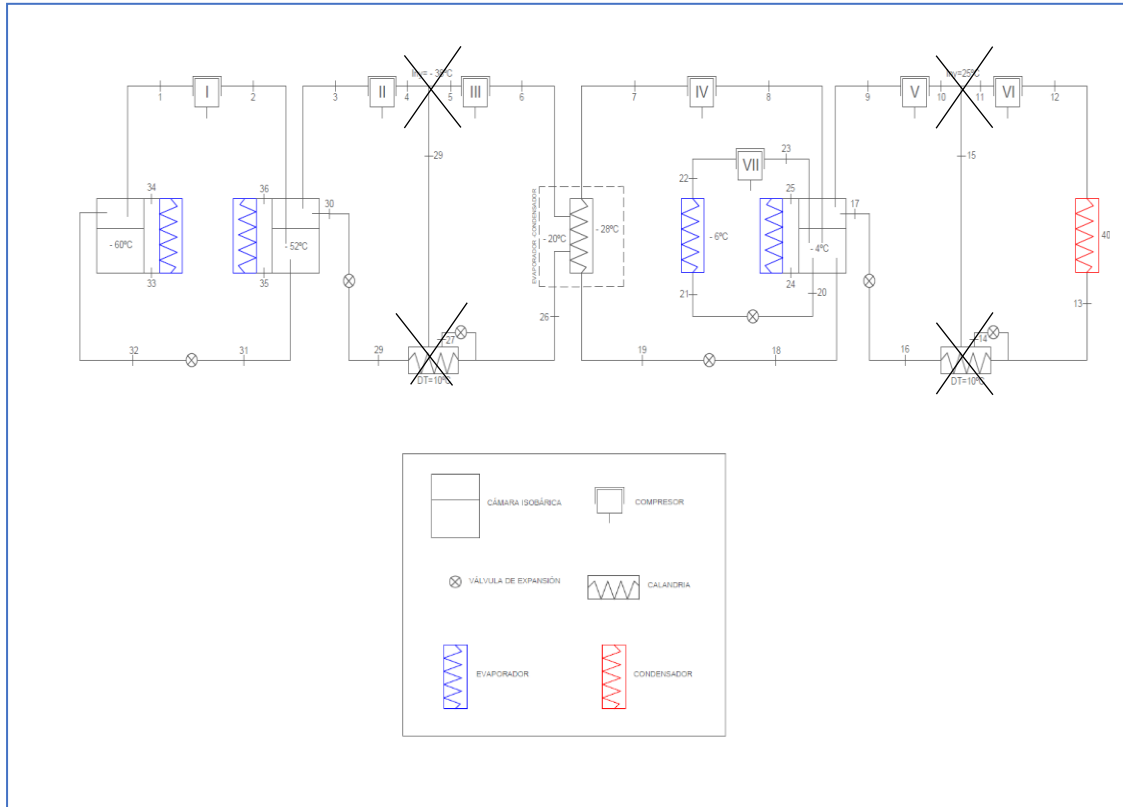 Inv= - 35ºC
Inv=25ºC
1
I
2
3
II
4
5
III
6
7
IV
8
9
V
10
11
VI
12
29
22
VII
23
15
34
36
30
25
17
- 60ºC
- 52ºC
EVAPORADOR CONDENSADOR
- 20ºC
- 28ºC
- 6ºC
- 4ºC
40
33
35
21
20
24
13
26
27
14
32
31
29
19
18
16
DT=10ºC
DT=10ºC
CÁMARA ISOBÁRICA
COMPRESOR
VÁLVULA DE EXPANSIÓN
CALANDRIA
EVAPORADOR
CONDENSADOR